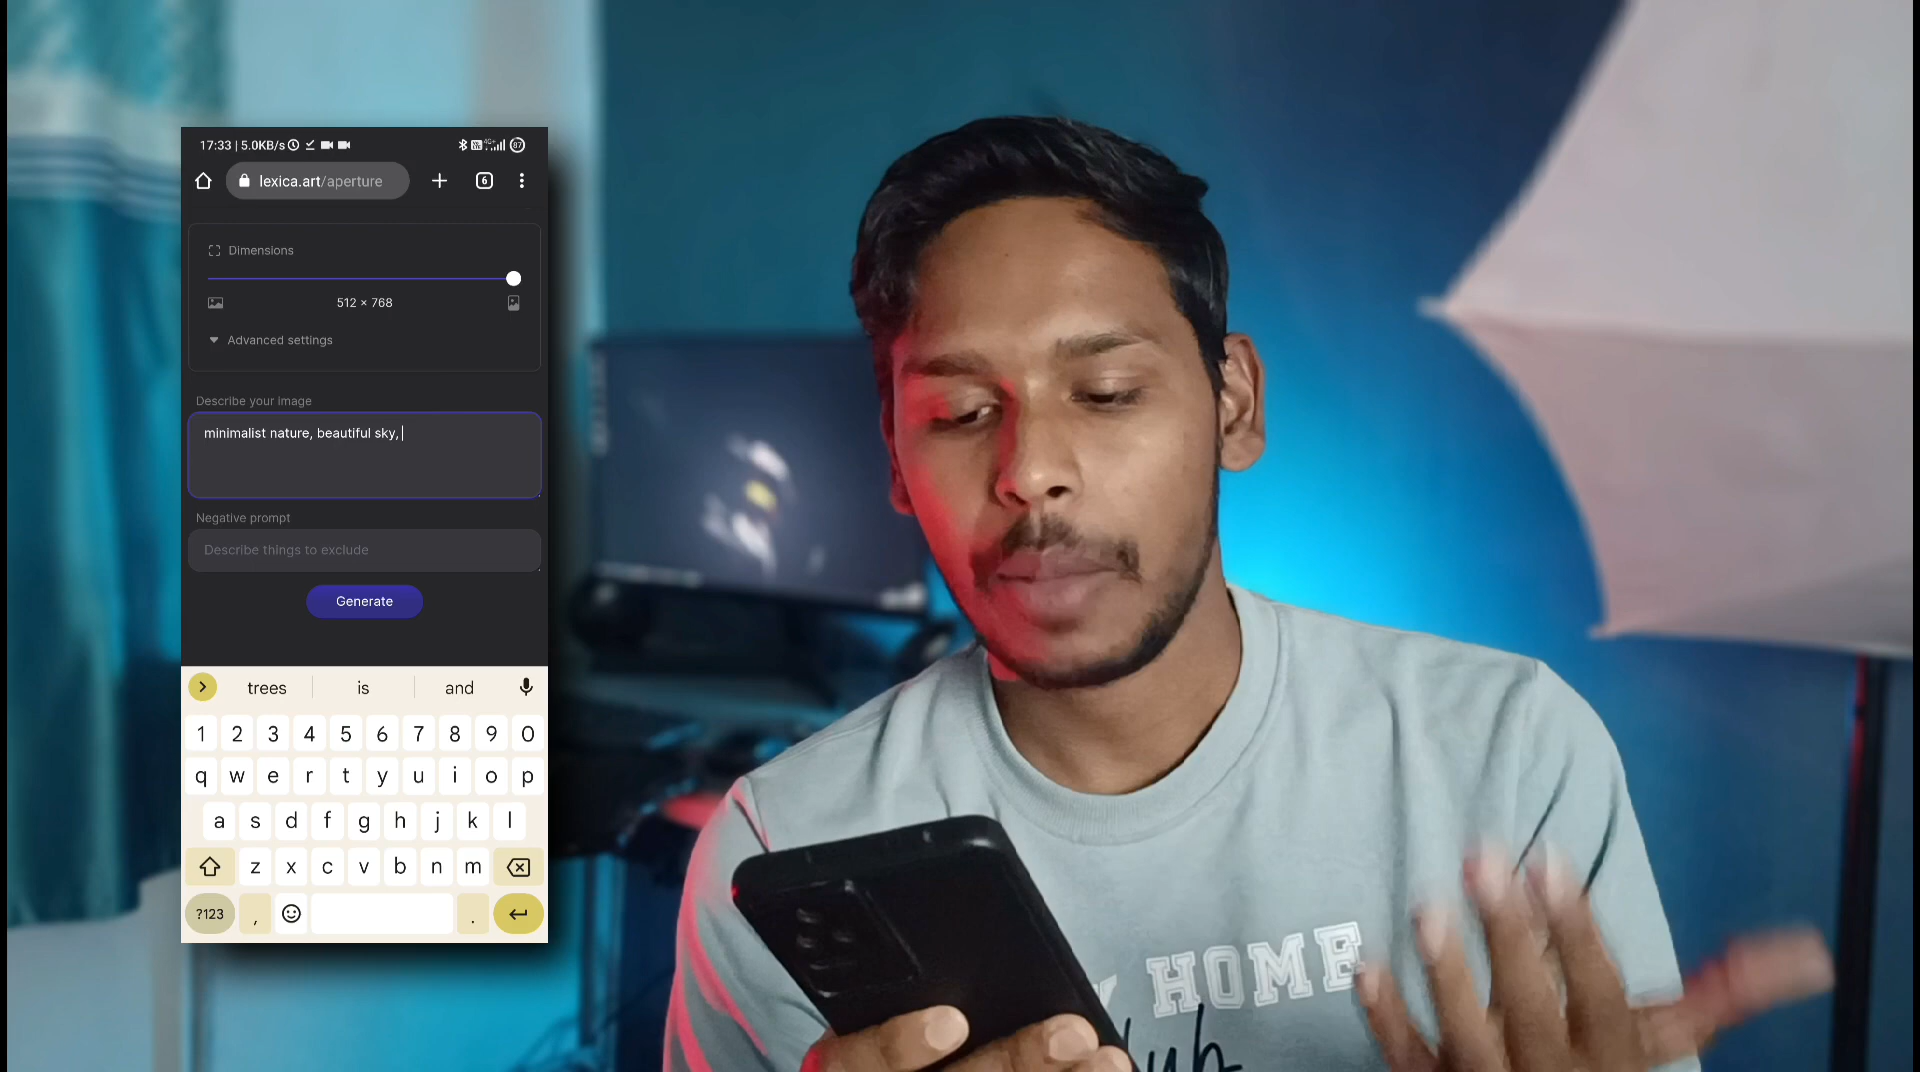 17:33 | 5.0KB/s 87
lexica.art/aperture 6
Dimensions
512 × 768
Advanced settings
Describe your image
minimalist nature, beautiful sky,
Negative prompt
Describe things to exclude
Generate
trees is and
1 2 3 4 5 6 7 8 9 0
q w e r t y u i o p
a s d f g h j k l
z x c v b n m
?123 , .
HOME